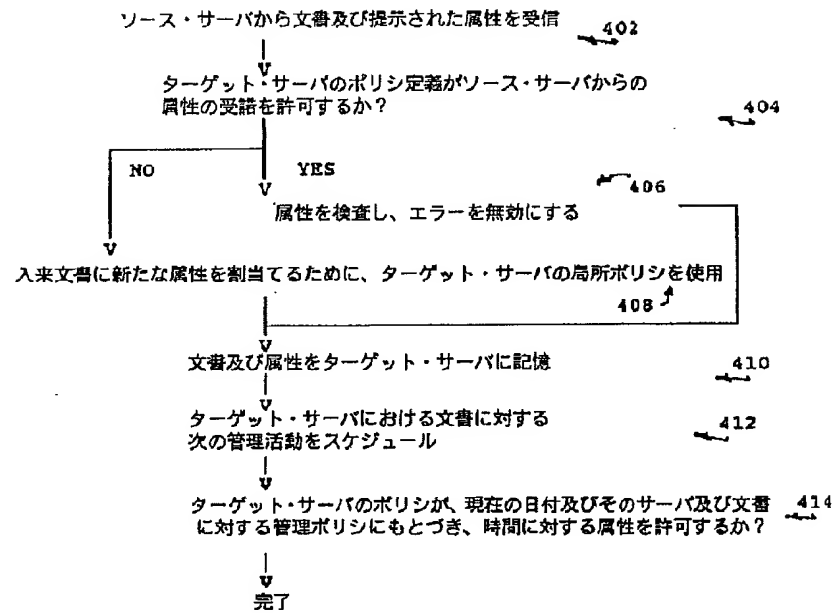 ソース・サーバから文書及び提示された属性を受信
402
ターゲット・サーバのポリシ定義がソース・サーバからの
属性の受諾を許可するか?
404
NO
YES
406
属性を検査し、エラーを無効にする
入来文書に新たな属性を割当てるために、ターゲット・サーバの局所ポリシを使用
408
文書及び属性をターゲット・サーバに記憶
410
ターゲット・サーバにおける文書に対する
412
次の管理活動をスケジュール
ターゲット・サーバのポリシが、現在の日付及びそのサーバ及び文書
414
に対する管理ポリシにもとづき、時間に対する属性を許可するか?
完了